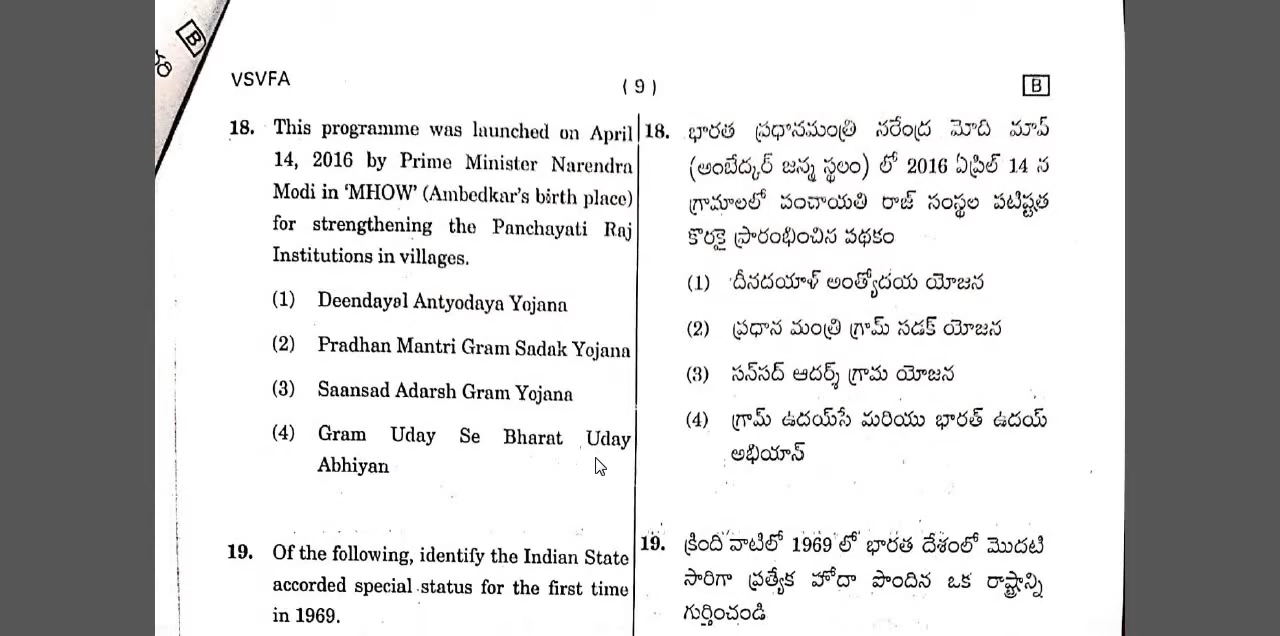 B
VSVFA
( 9 )
B
18. This programme was launched on April
14, 2016 by Prime Minister Narendra
Modi in ‘MHOW’ (Ambedkar’s birth place)
for strengthening the Panchayati Raj
Institutions in villages.
(1) Deendayal Antyodaya Yojana
(2) Pradhan Mantri Gram Sadak Yojana
(3) Saansad Adarsh Gram Yojana
(4) Gram Uday Se Bharat Uday
Abhiyan
19. Of the following, identify the Indian State
accorded special status for the first time
in 1969.
18. భారత ప్రధానమంత్రి నరేంద్ర మోది మావ్
(అంబేద్కర్ జన్మ స్థలం) లో 2016 ఏప్రిల్ 14 న
గ్రామాలలో పంచాయతి రాజ్ సంస్థల పటిష్టత
కొరకై ప్రారంభించిన పథకం
(1) దీనదయాళ్ అంత్యోదయ యోజన
(2) ప్రధాన మంత్రి గ్రామ్ సడక్ యోజన
(3) సన్‌సద్ ఆదర్శ్ గ్రామ యోజన
(4) గ్రామ్ ఉదయ్‌సే మరియు భారత్ ఉదయ్
అభియాన్
19. క్రింది వాటిలో 1969 లో భారత దేశంలో మొదటి
సారిగా ప్రత్యేక హోదా పొందిన ఒక రాష్ట్రాన్ని
గుర్తించండి